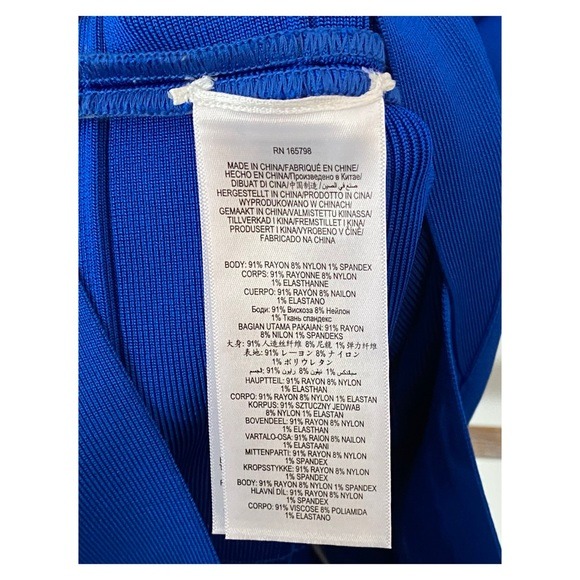 RN 165798
MADE IN CHINA/FABRIQUÉ EN CHINE/
HECHO EN CHINA/Произведено в Китае/
DIBUAT DI CINA/中国制造/صنع في الصين/
HERGESTELLT IN CHINA/PRODOTTO IN CINA/
WYPRODUKOWANO W CHINACH/
GEMAAKT IN CHINA/VALMISTETTU KIINASSA/
TILLVERKAD I KINA/FREMSTILLET I KINA/
PRODUSERT I KINA/VYROBENO V ČÍNĚ/
FABRICADO NA CHINA
BODY: 91% RAYON 8% NYLON 1% SPANDEX
CORPS: 91% RAYONNE 8% NYLON
1% ELASTHANNE
CUERPO: 91% RAYÓN 8% NAILON
1% ELASTANO
Боди: 91% Вискоза 8% Нейлон
1% Ткань спандекс
BAGIAN UTAMA PAKAIAN: 91% RAYON
8% NILON 1% SPANDEKS
大身: 91% 人造丝纤维 8% 尼龍 1% 弹力纤维
表地: 91% レーヨン 8% ナイロン
1% ポリウレタン
سبانداكس %1 نايلون %8 رايون %91 :الجسم
HAUPTTEIL: 91% RAYON 8% NYLON
1% ELASTHAN
CORPO: 91% RAYON 8% NYLON 1% ELASTAN
KORPUS: 91% SZTUCZNY JEDWAB
8% NYLON 1% ELASTAN
BOVENDEEL: 91% RAYON 8% NYLON
1% ELASTHAN
VARTALO-OSA: 91% RAION 8% NAILON
1% ELASTAANI
MITTENPARTI: 91% RAYON 8% NYLON
1% SPANDEX
KROPSSTYKKE: 91% RAYON 8% NYLON
1% SPANDEX
BODY: 91% RAYON 8% NYLON 1% SPANDEX
HLAVNÍ DÍL: 91% RAYON 8% NYLON
1% SPANDEX
CORPO: 91% VISCOSE 8% POLIAMIDA
1% ELASTANO